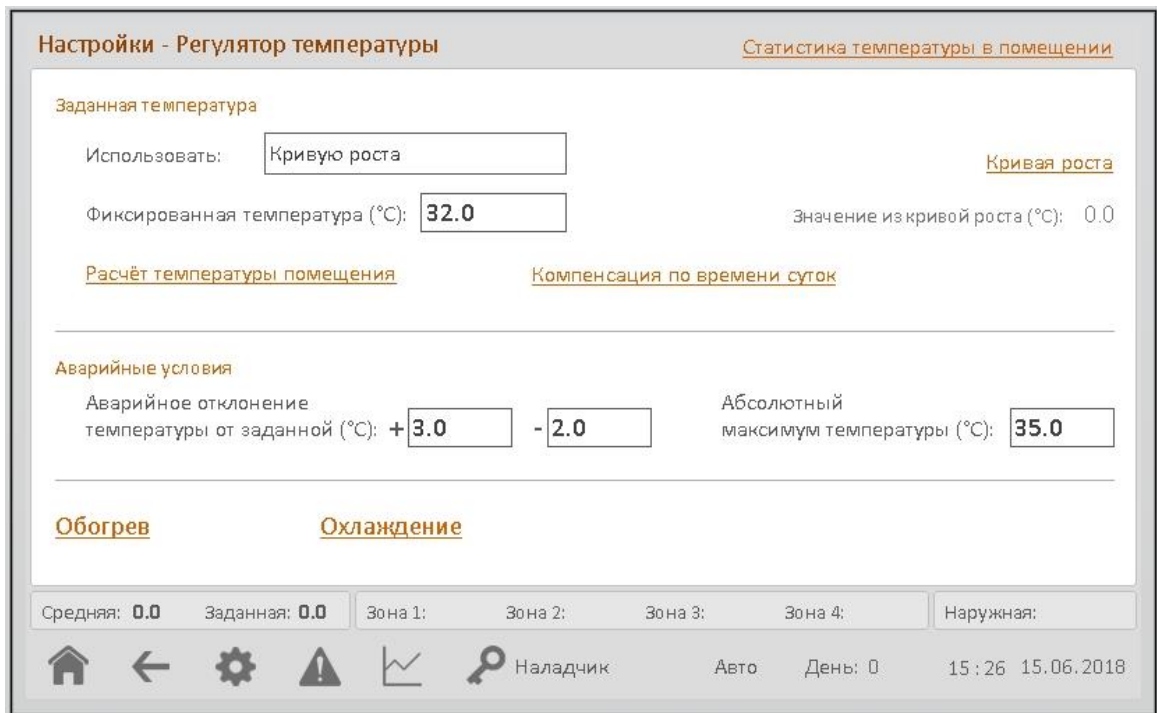 Настройки - Регулятор температуры
Статистика температуры в помещении
Заданная температура
Использовать: Кривую роста
Кривая роста
Фиксированная температура (°C): 32.0
Значение из кривой роста (°C): 0.0
Расчёт температуры помещения
Компенсация по времени суток
Аварийные условия
Аварийное отклонение
температуры от заданной (°C): + 3.0 - 2.0
Абсолютный
максимум температуры (°C): 35.0
Обогрев
Охлаждение
Средняя: 0.0 Заданная: 0.0 Зона 1: Зона 2: Зона 3: Зона 4: Наружная:
Наладчик Авто День: 0 15:26 15.06.2018